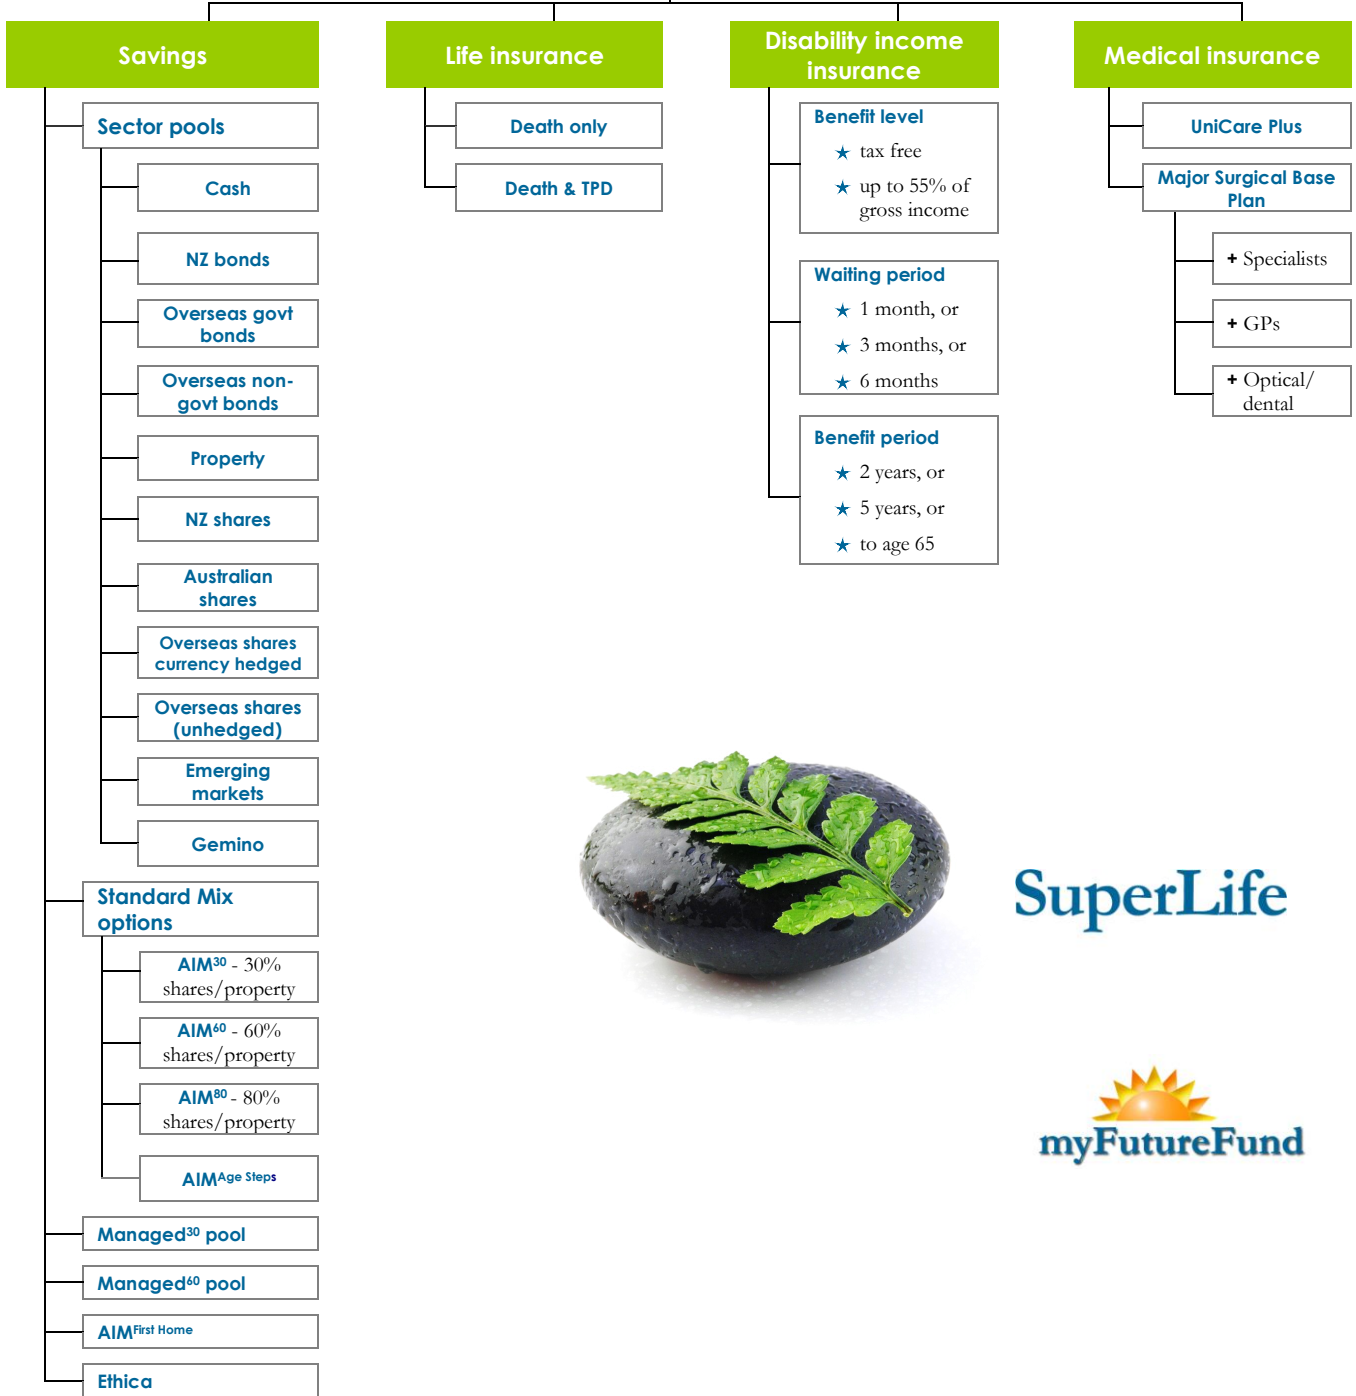 Savings
Sector pools
Cash
NZ bonds
Overseas govt
bonds
Overseas non-
govt bonds
Property
NZ shares
Australian
shares
Overseas shares
currency hedged
Overseas shares
(unhedged)
Emerging
markets
Gemino
Standard Mix
options
AIM30 - 30%
shares/property
AIM60 - 60%
shares/property
AIM80 - 80%
shares/property
AIMAge Steps
Managed30 pool
Managed60 pool
AIMFirst Home
Ethica
Life insurance
Death only
Death & TPD
Disability income
insurance
Benefit level
★ tax free
★ up to 55% of
gross income
Waiting period
★ 1 month, or
★ 3 months, or
★ 6 months
Benefit period
★ 2 years, or
★ 5 years, or
★ to age 65
Medical insurance
UniCare Plus
Major Surgical Base
Plan
+ Specialists
+ GPs
+ Optical/
dental
SuperLife
myFutureFund